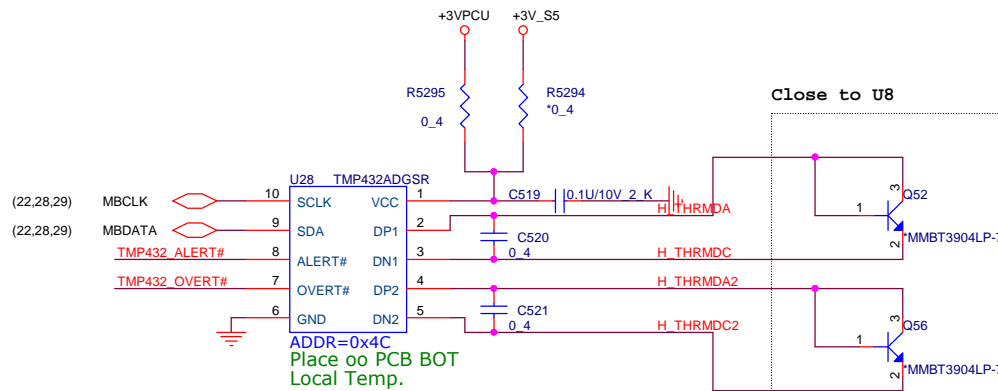 +3VPCU
+3V_S5
R5295
R5294
0_4
*0_4
Close to U8
U28
TMP432ADGSR
(22,28,29)
MBCLK
10
SCLK
VCC
1
C519
0.1U/10V_2_K
H_THRMDA
(22,28,29)
MBDATA
9
SDA
DP1
2
C520
0_4
TMP432_ALERT#
8
ALERT#
DN1
3
H_THRMDC
3
Q52
1
2
*MMBT3904LP-7
TMP432_OVERT#
7
OVERT#
DP2
4
H_THRMDA2
C521
0_4
6
GND
DN2
5
H_THRMDC2
3
Q56
1
2
*MMBT3904LP-7
ADDR=0x4C
Place oo PCB BOT
Local Temp.